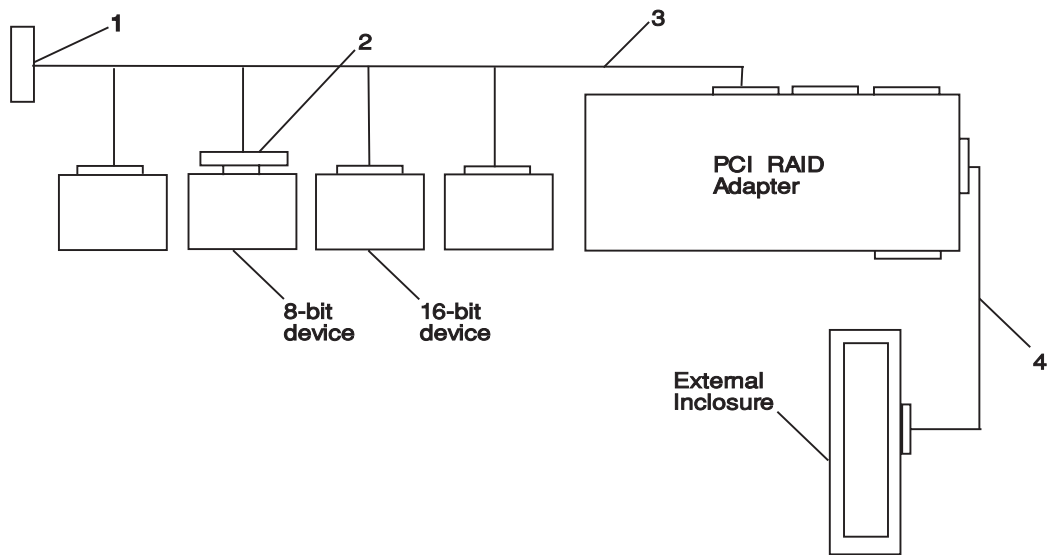 1
2
3
PCI RAID
Adapter
8-bit
device
16-bit
device
4
External
Inclosure